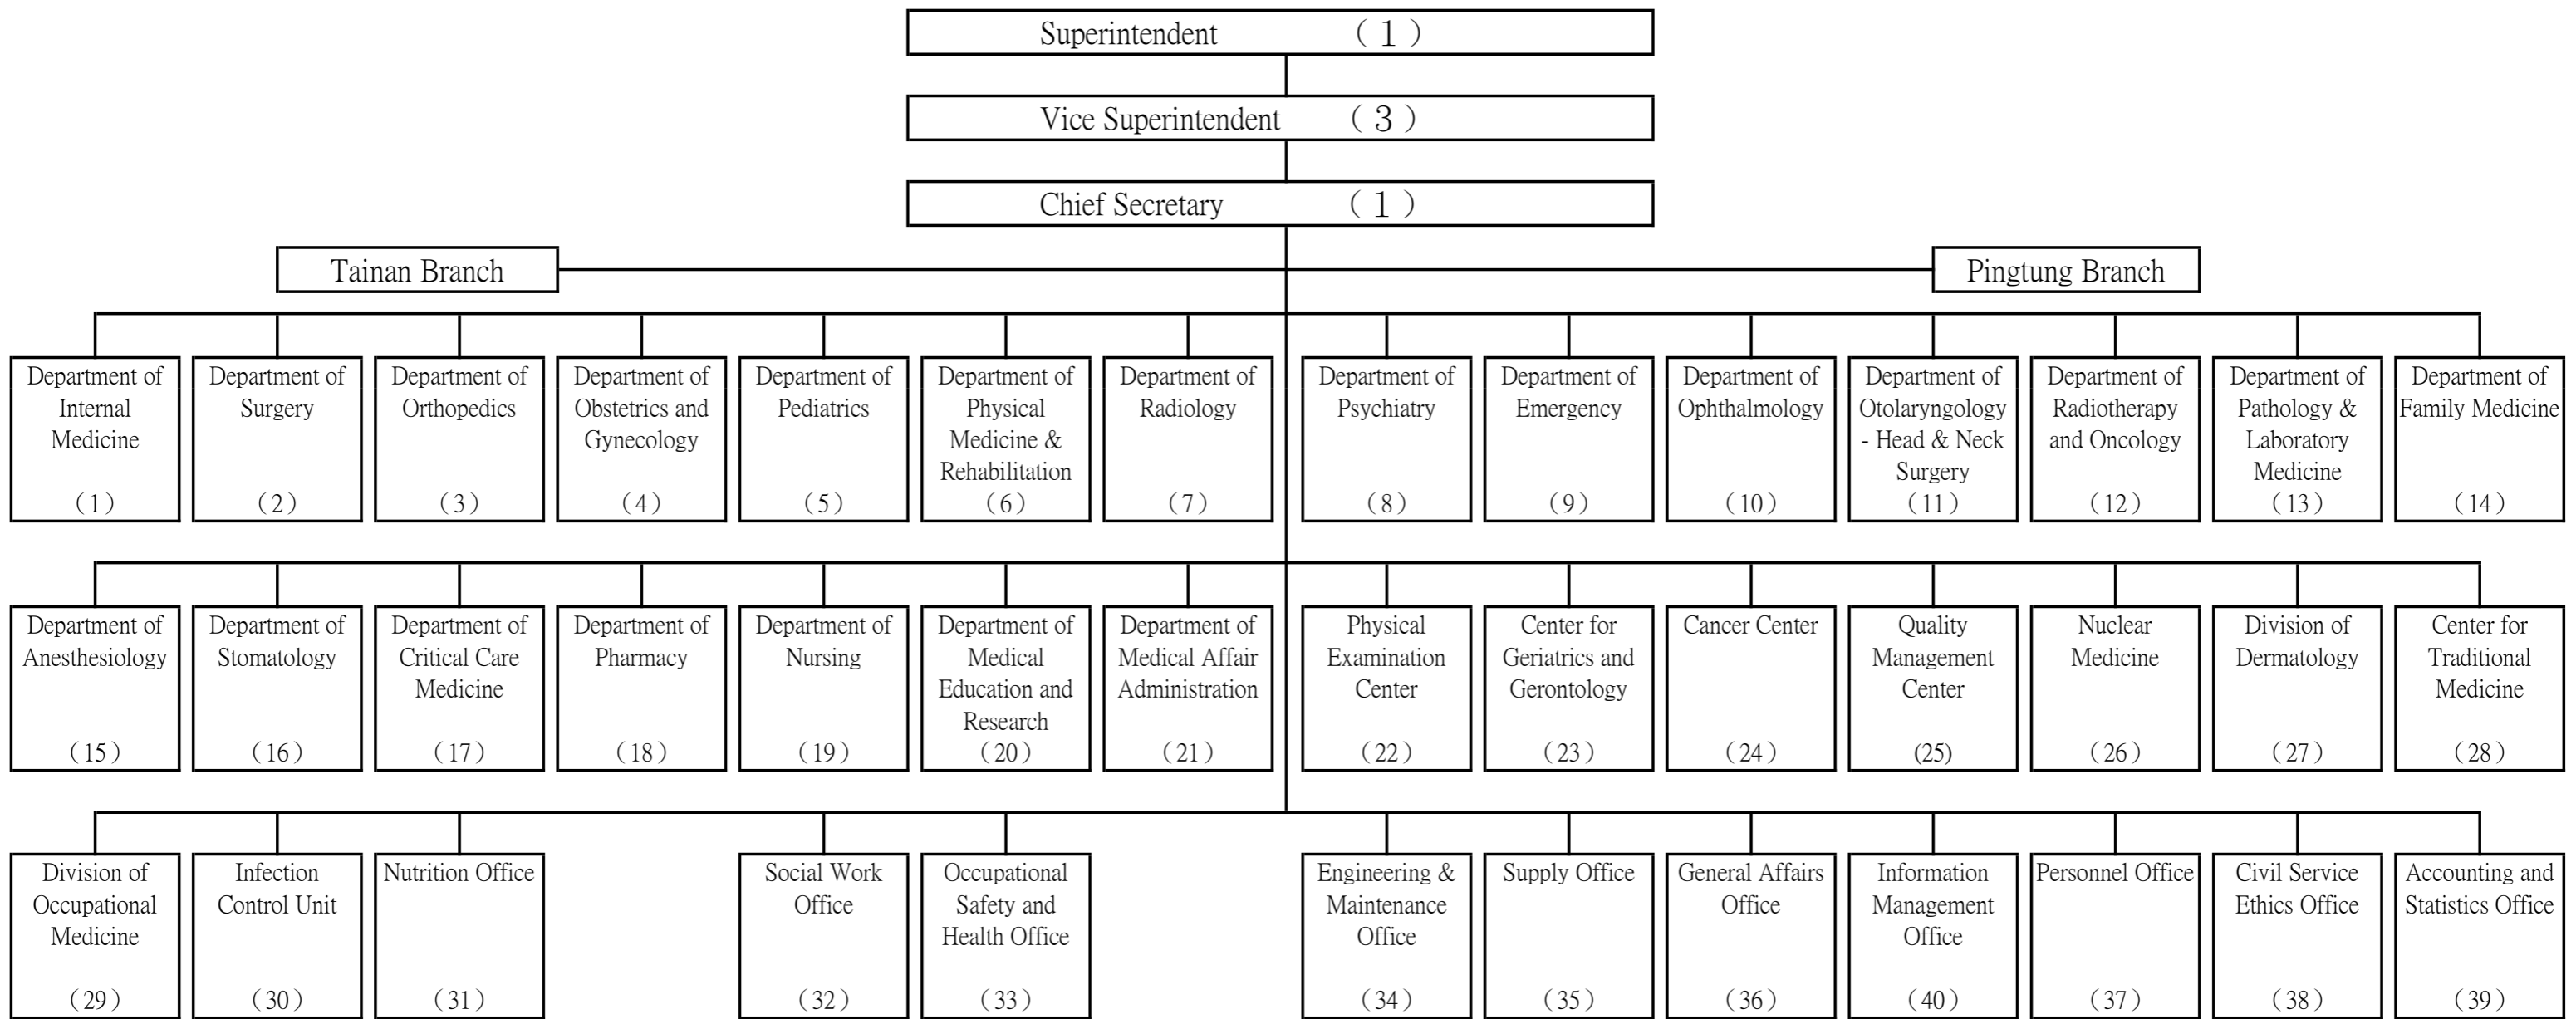 Superintendent （1）
Vice Superintendent （3）
Chief Secretary （1）
Tainan Branch
Pingtung Branch
Department of
Internal
Medicine
（1）
Department of
Surgery
（2）
Department of
Orthopedics
（3）
Department of
Obstetrics and
Gynecology
（4）
Department of
Pediatrics
（5）
Department of
Physical
Medicine &
Rehabilitation
（6）
Department of
Radiology
（7）
Department of
Psychiatry
（8）
Department of
Emergency
（9）
Department of
Ophthalmology
（10）
Department of
Otolaryngology
- Head & Neck
Surgery
（11）
Department of
Radiotherapy
and Oncology
（12）
Department of
Pathology &
Laboratory
Medicine
（13）
Department of
Family Medicine
（14）
Department of
Anesthesiology
（15）
Department of
Stomatology
（16）
Department of
Critical Care
Medicine
（17）
Department of
Pharmacy
（18）
Department of
Nursing
（19）
Department of
Medical
Education and
Research
（20）
Department of
Medical Affair
Administration
（21）
Physical
Examination
Center
（22）
Center for
Geriatrics and
Gerontology
（23）
Cancer Center
（24）
Quality
Management
Center
(25)
Nuclear
Medicine
（26）
Division of
Dermatology
（27）
Center for
Traditional
Medicine
（28）
Division of
Occupational
Medicine
（29）
Infection
Control Unit
（30）
Nutrition Office
（31）
Social Work
Office
（32）
Occupational
Safety and
Health Office
（33）
Engineering &
Maintenance
Office
（34）
Supply Office
（35）
General Affairs
Office
（36）
Information
Management
Office
（40）
Personnel Office
（37）
Civil Service
Ethics Office
（38）
Accounting and
Statistics Office
（39）